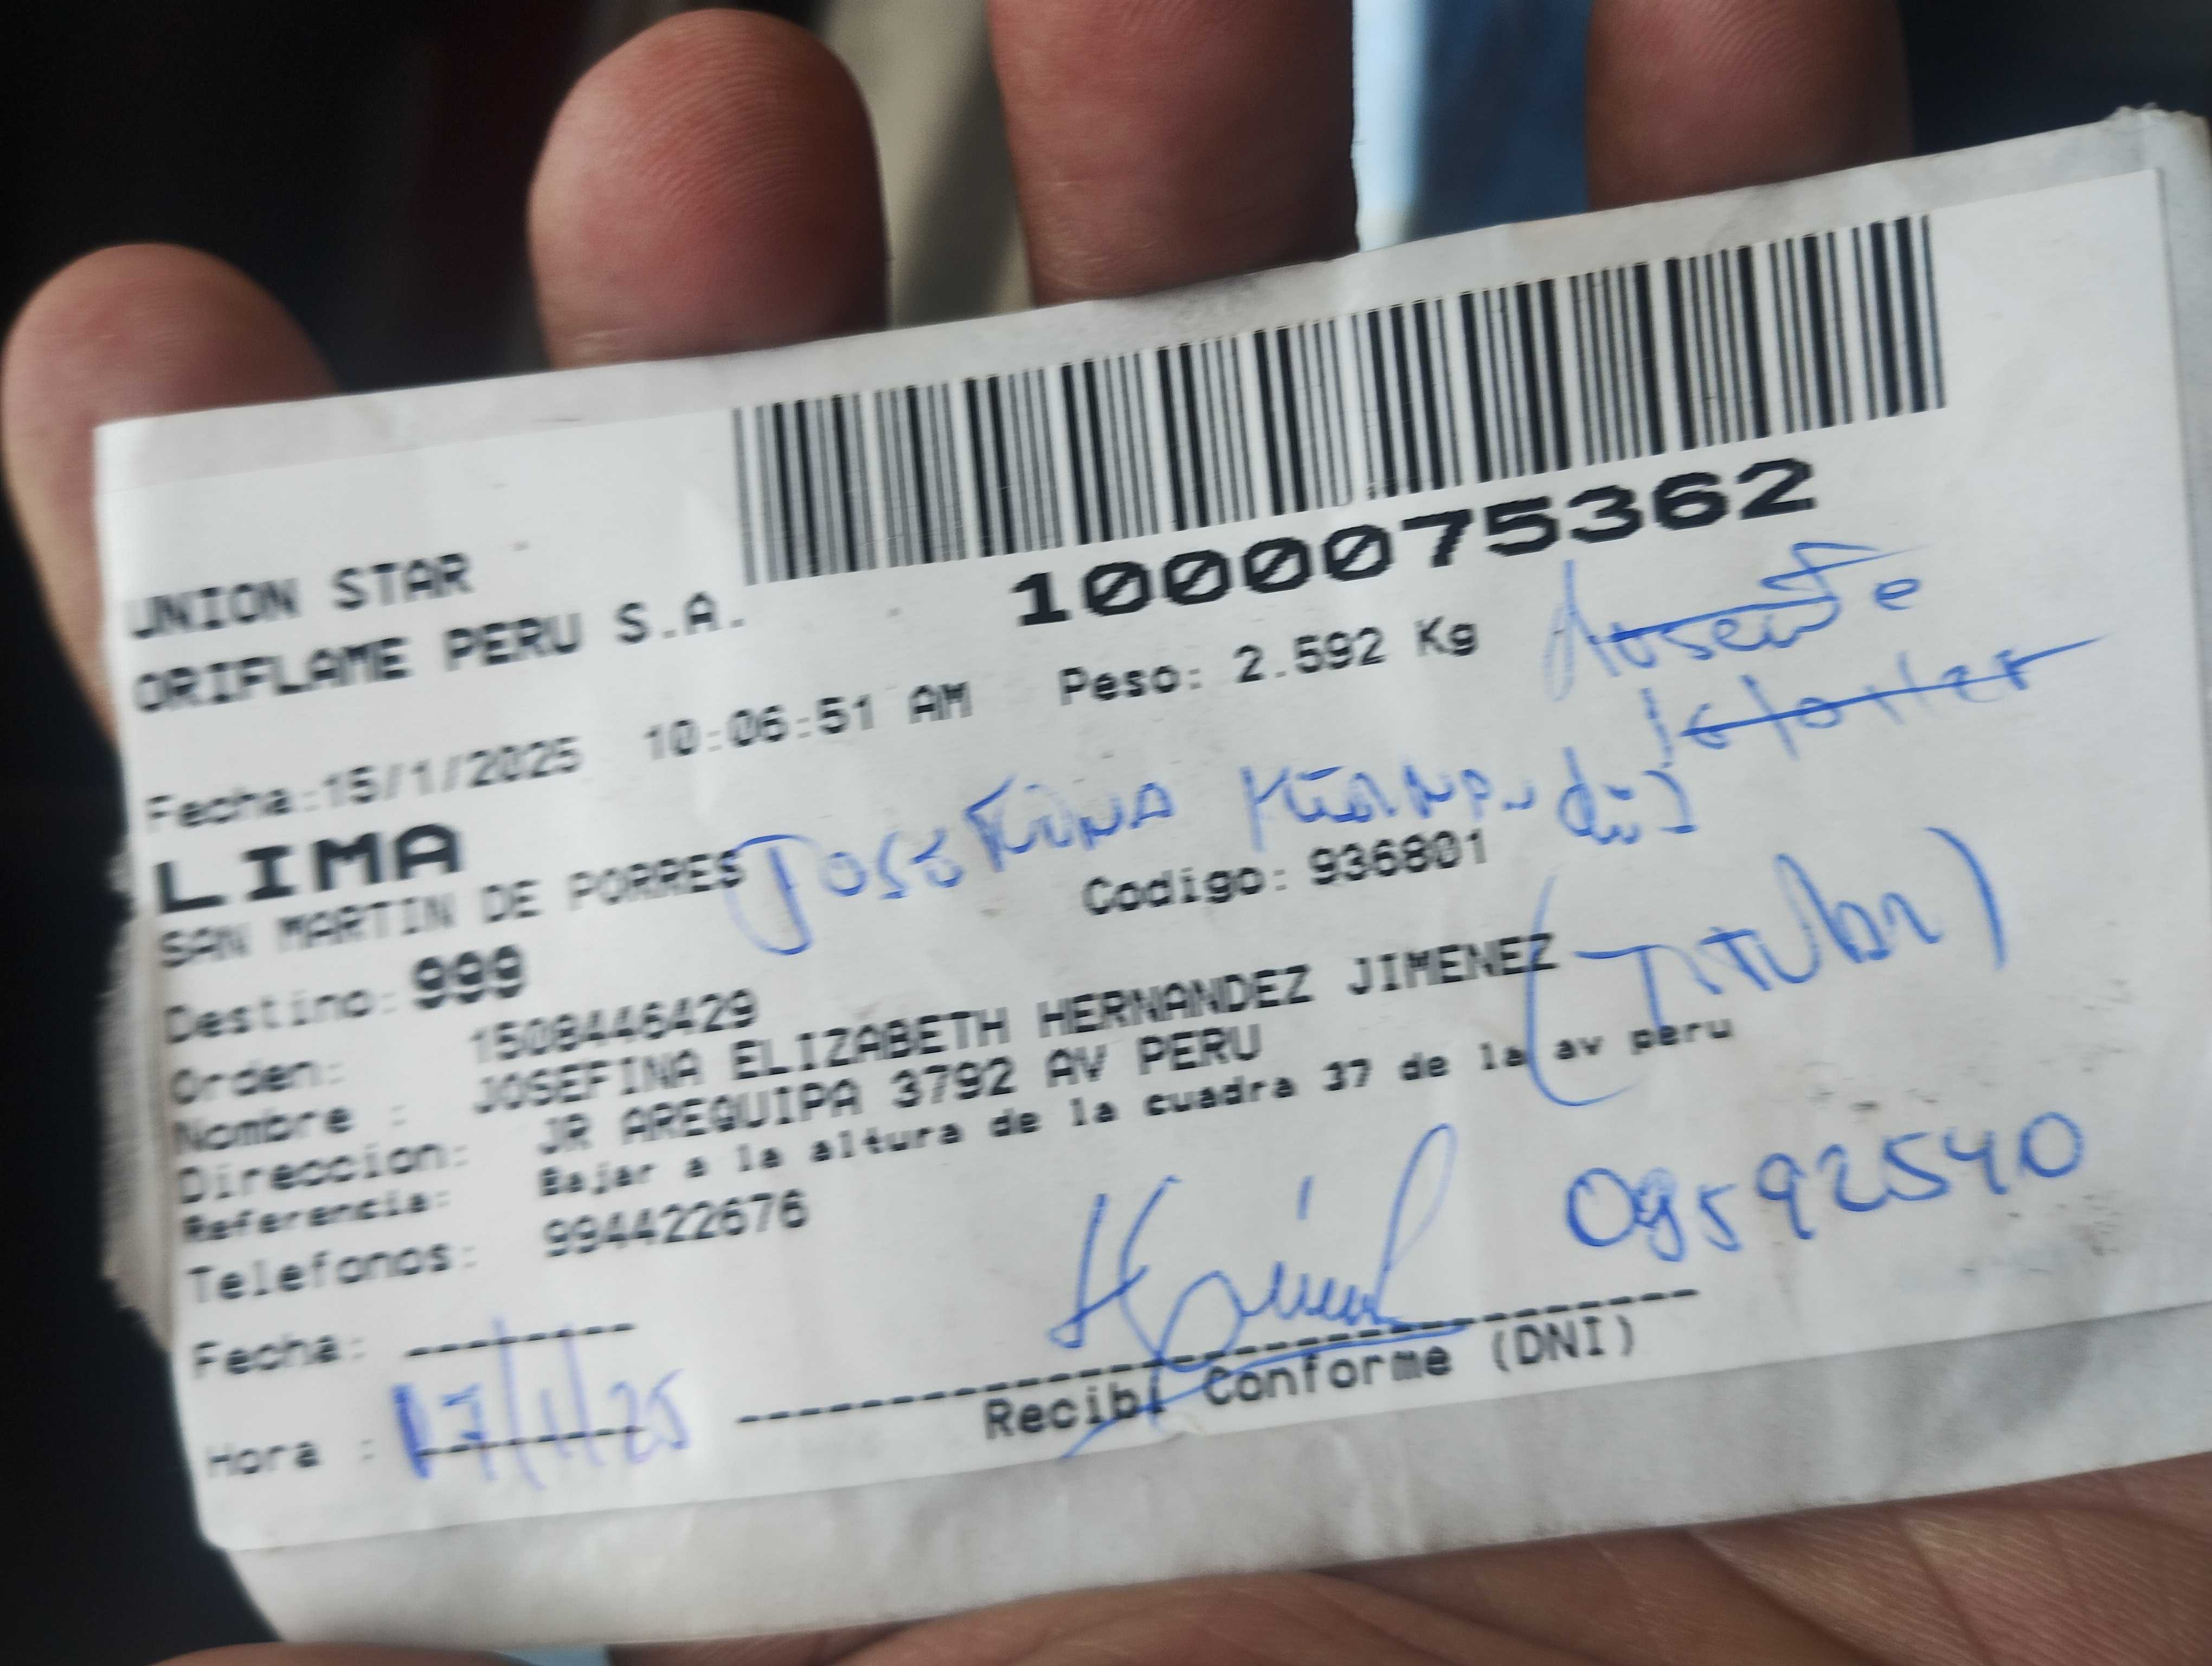 1000075362
UNION STAR
ORIFLAME PERU S.A.
Fecha:15/1/2025 10:06:51 AM Peso: 2.592 Kg
Ausente
LIMA
SAN MARTIN DE PORRES
Codigo: 936801
Destino: 999
(Titular)
Orden: 1508446429
Nombre : JOSEFINA ELIZABETH HERNANDEZ JIMENEZ
Direccion: JR AREQUIPA 3792 AV PERU
Referencia: Bajar a la altura de la cuadra 37 de la av peru
Telefonos: 994422676
09592540
Fecha:
Hora : 17/1/25
Recibi Conforme (DNI)